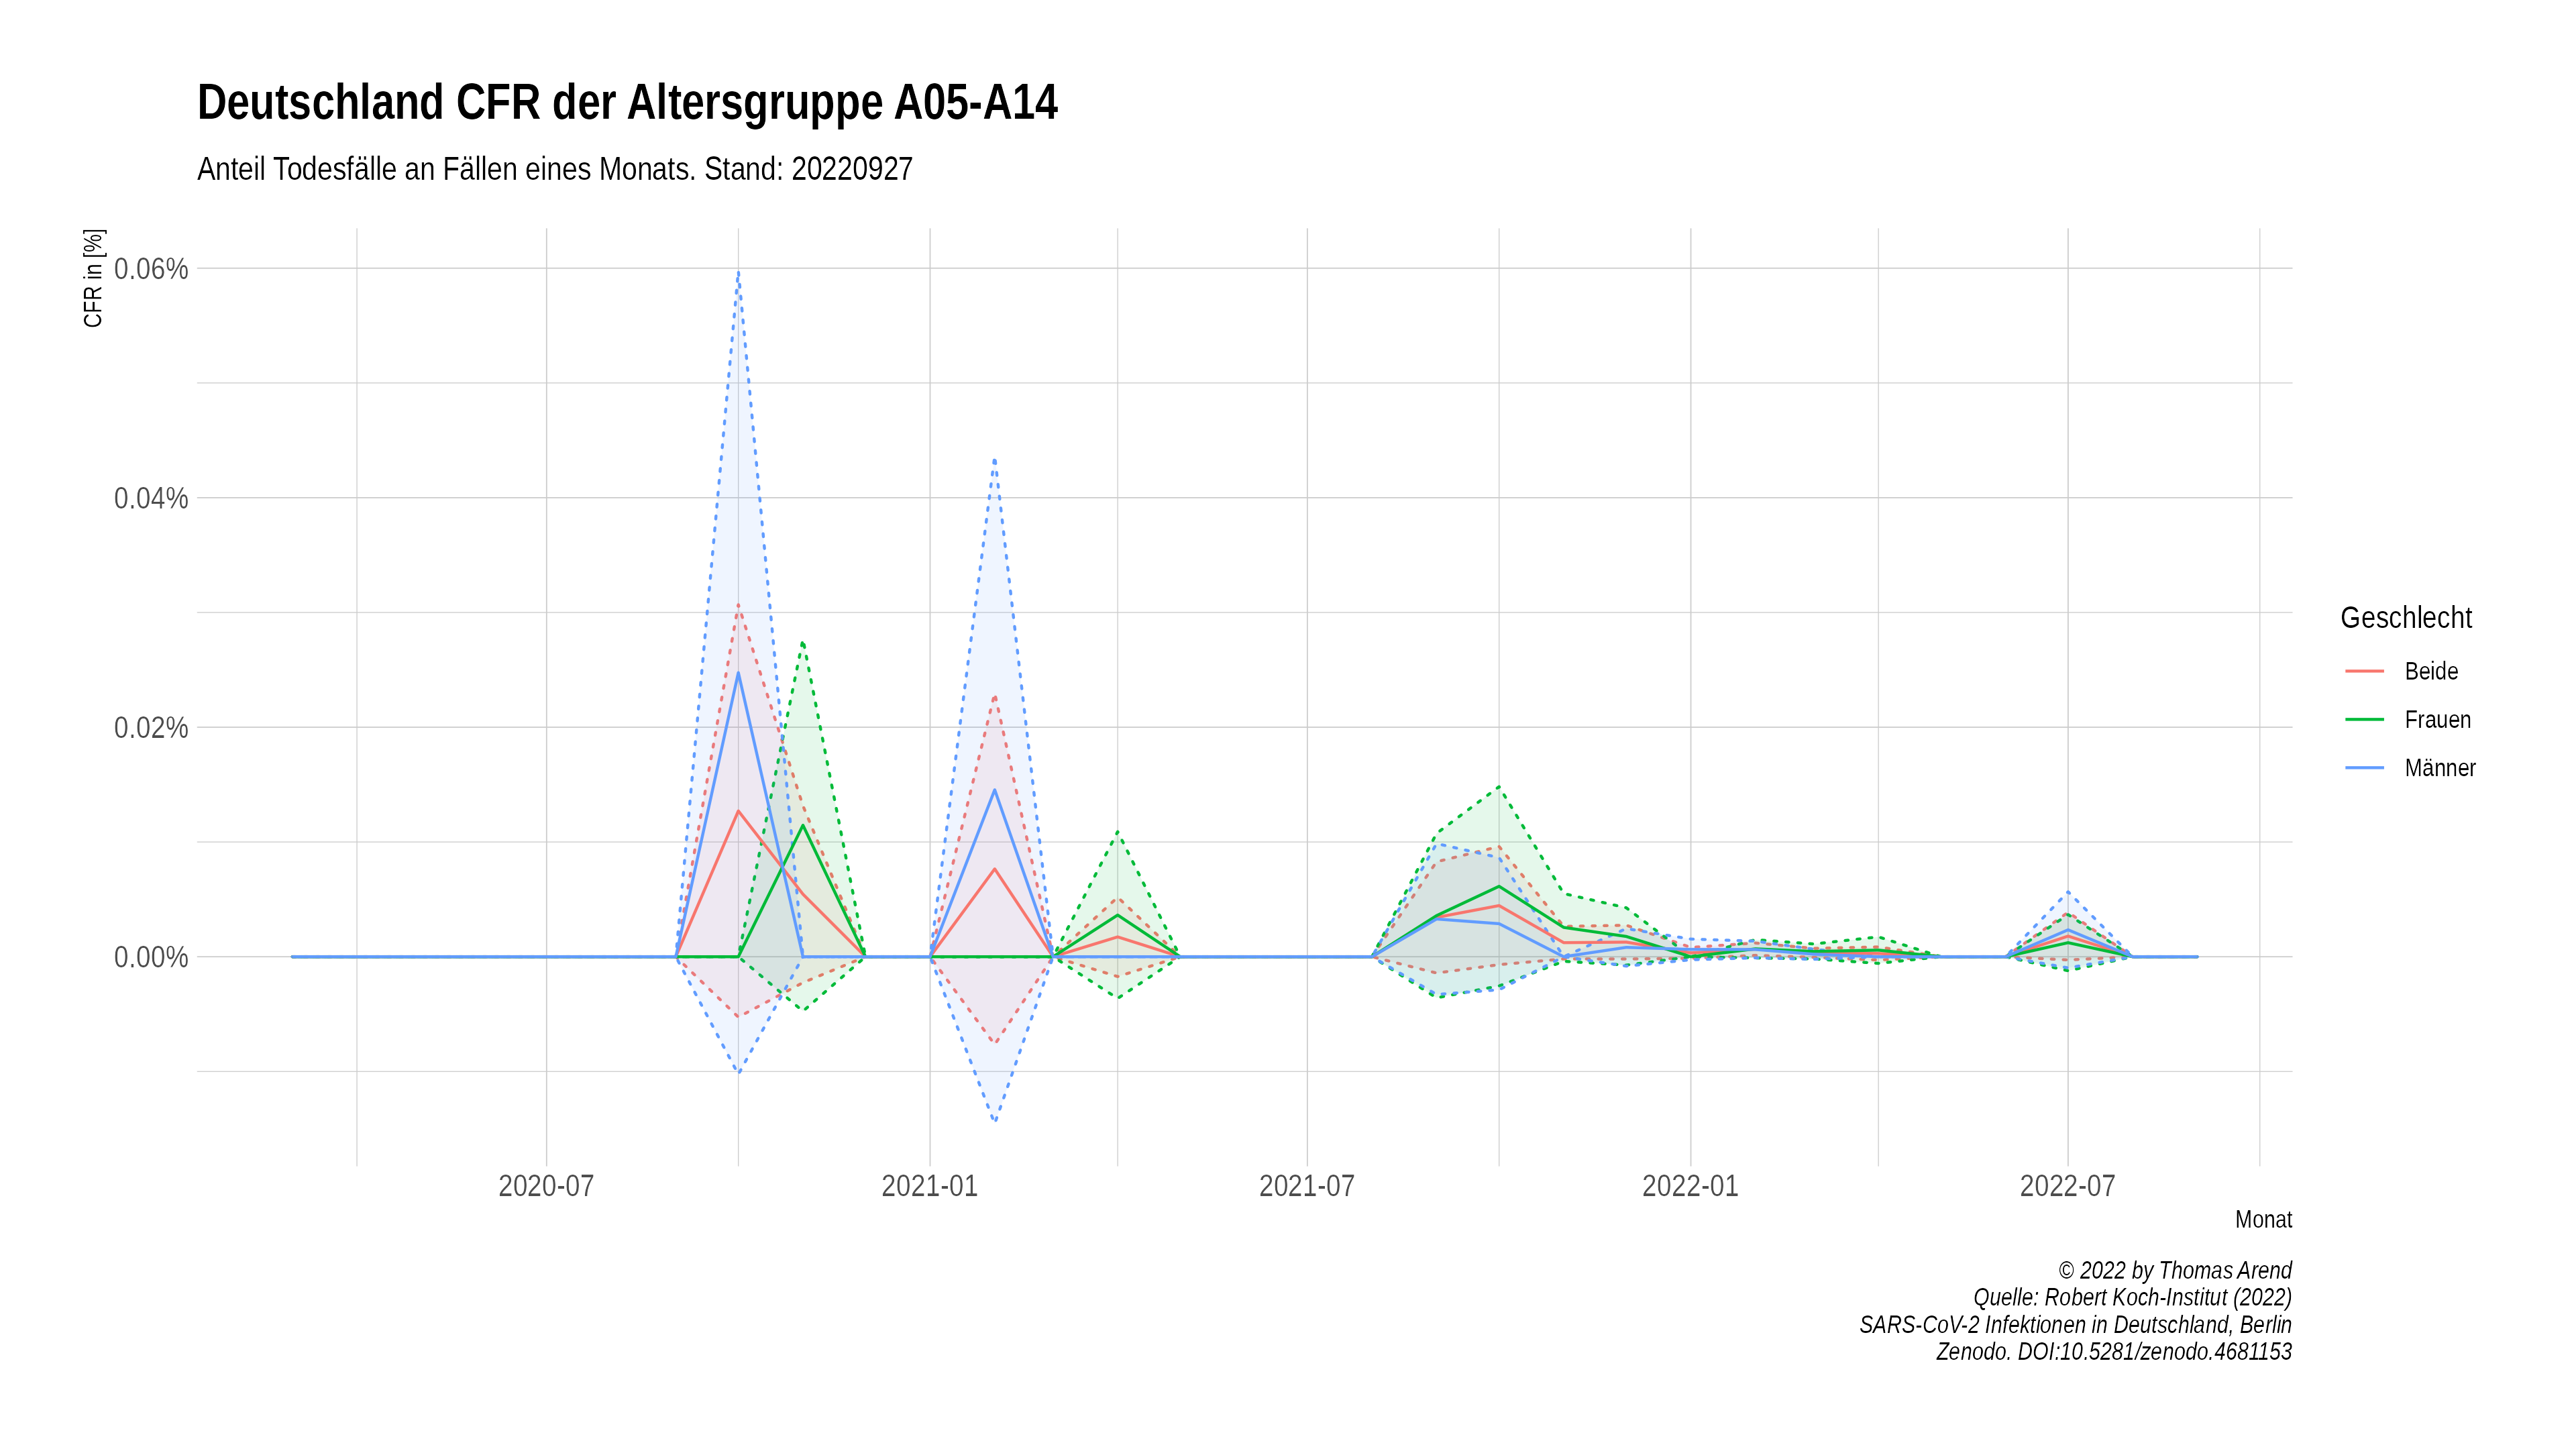 Deutschland CFR der Altersgruppe A05-A14
Anteil Todesfälle an Fällen eines Monats. Stand: 20220927
CFR in [%]
0.06%
0.04%
0.02%
0.00%
2020-07
2021-01
2021-07
2022-01
2022-07
Monat
Geschlecht
Beide
Frauen
Männer
© 2022 by Thomas Arend
Quelle: Robert Koch-Institut (2022)
SARS-CoV-2 Infektionen in Deutschland, Berlin
Zenodo. DOI:10.5281/zenodo.4681153